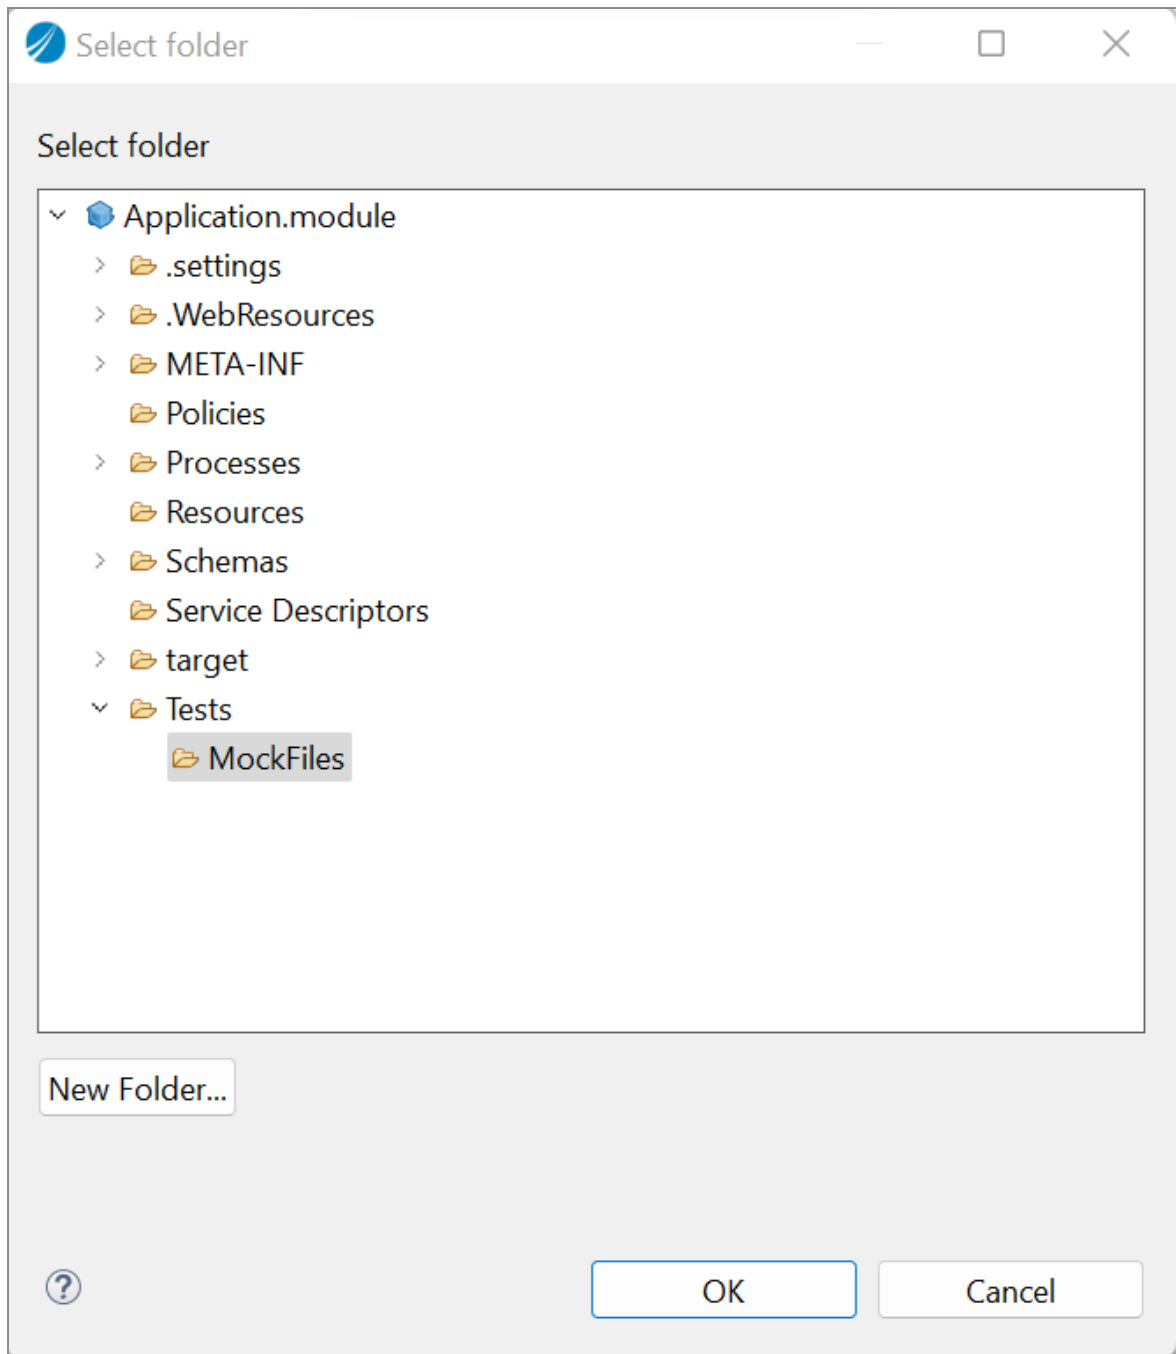 Select folder
Select folder
Application.module
.settings
.WebResources
META-INF
Policies
Processes
Resources
Schemas
Service Descriptors
target
Tests
MockFiles
New Folder...
OK
Cancel